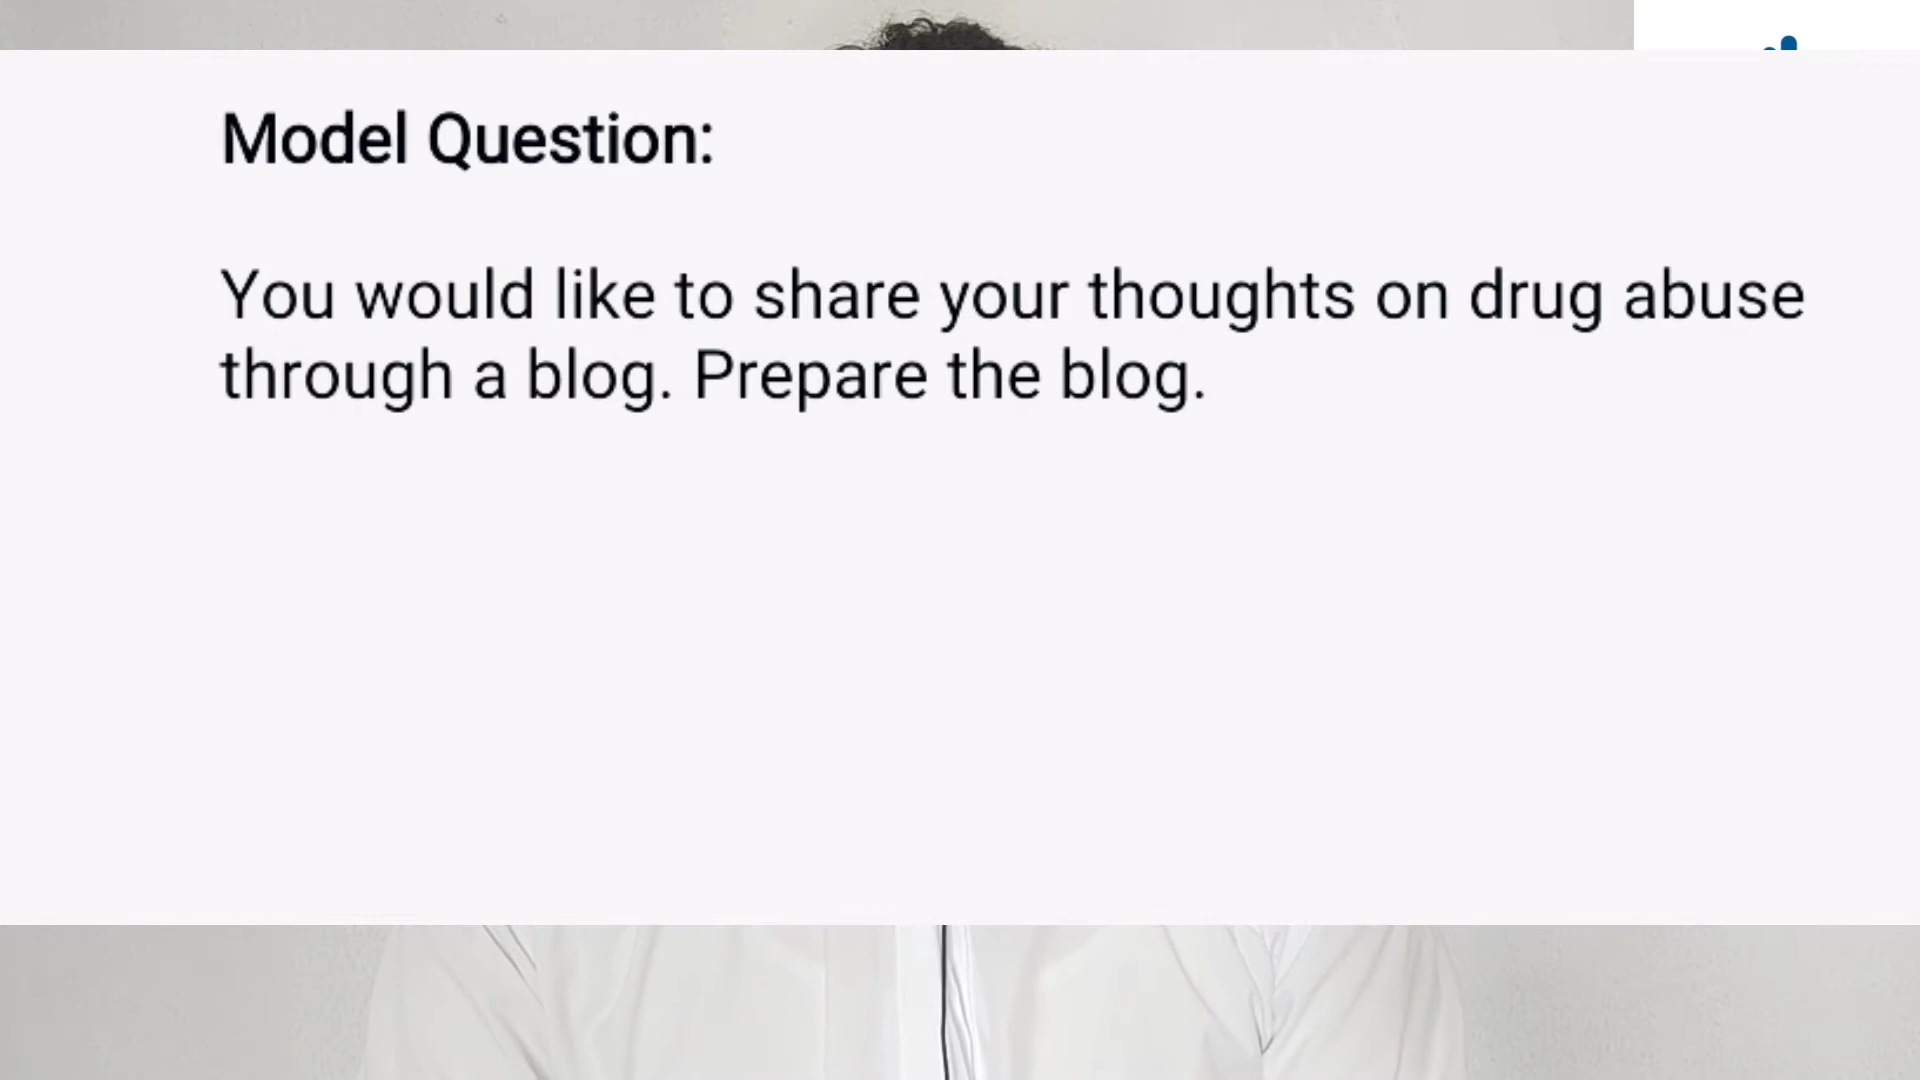 Model Question:
You would like to share your thoughts on drug abuse
through a blog. Prepare the blog.